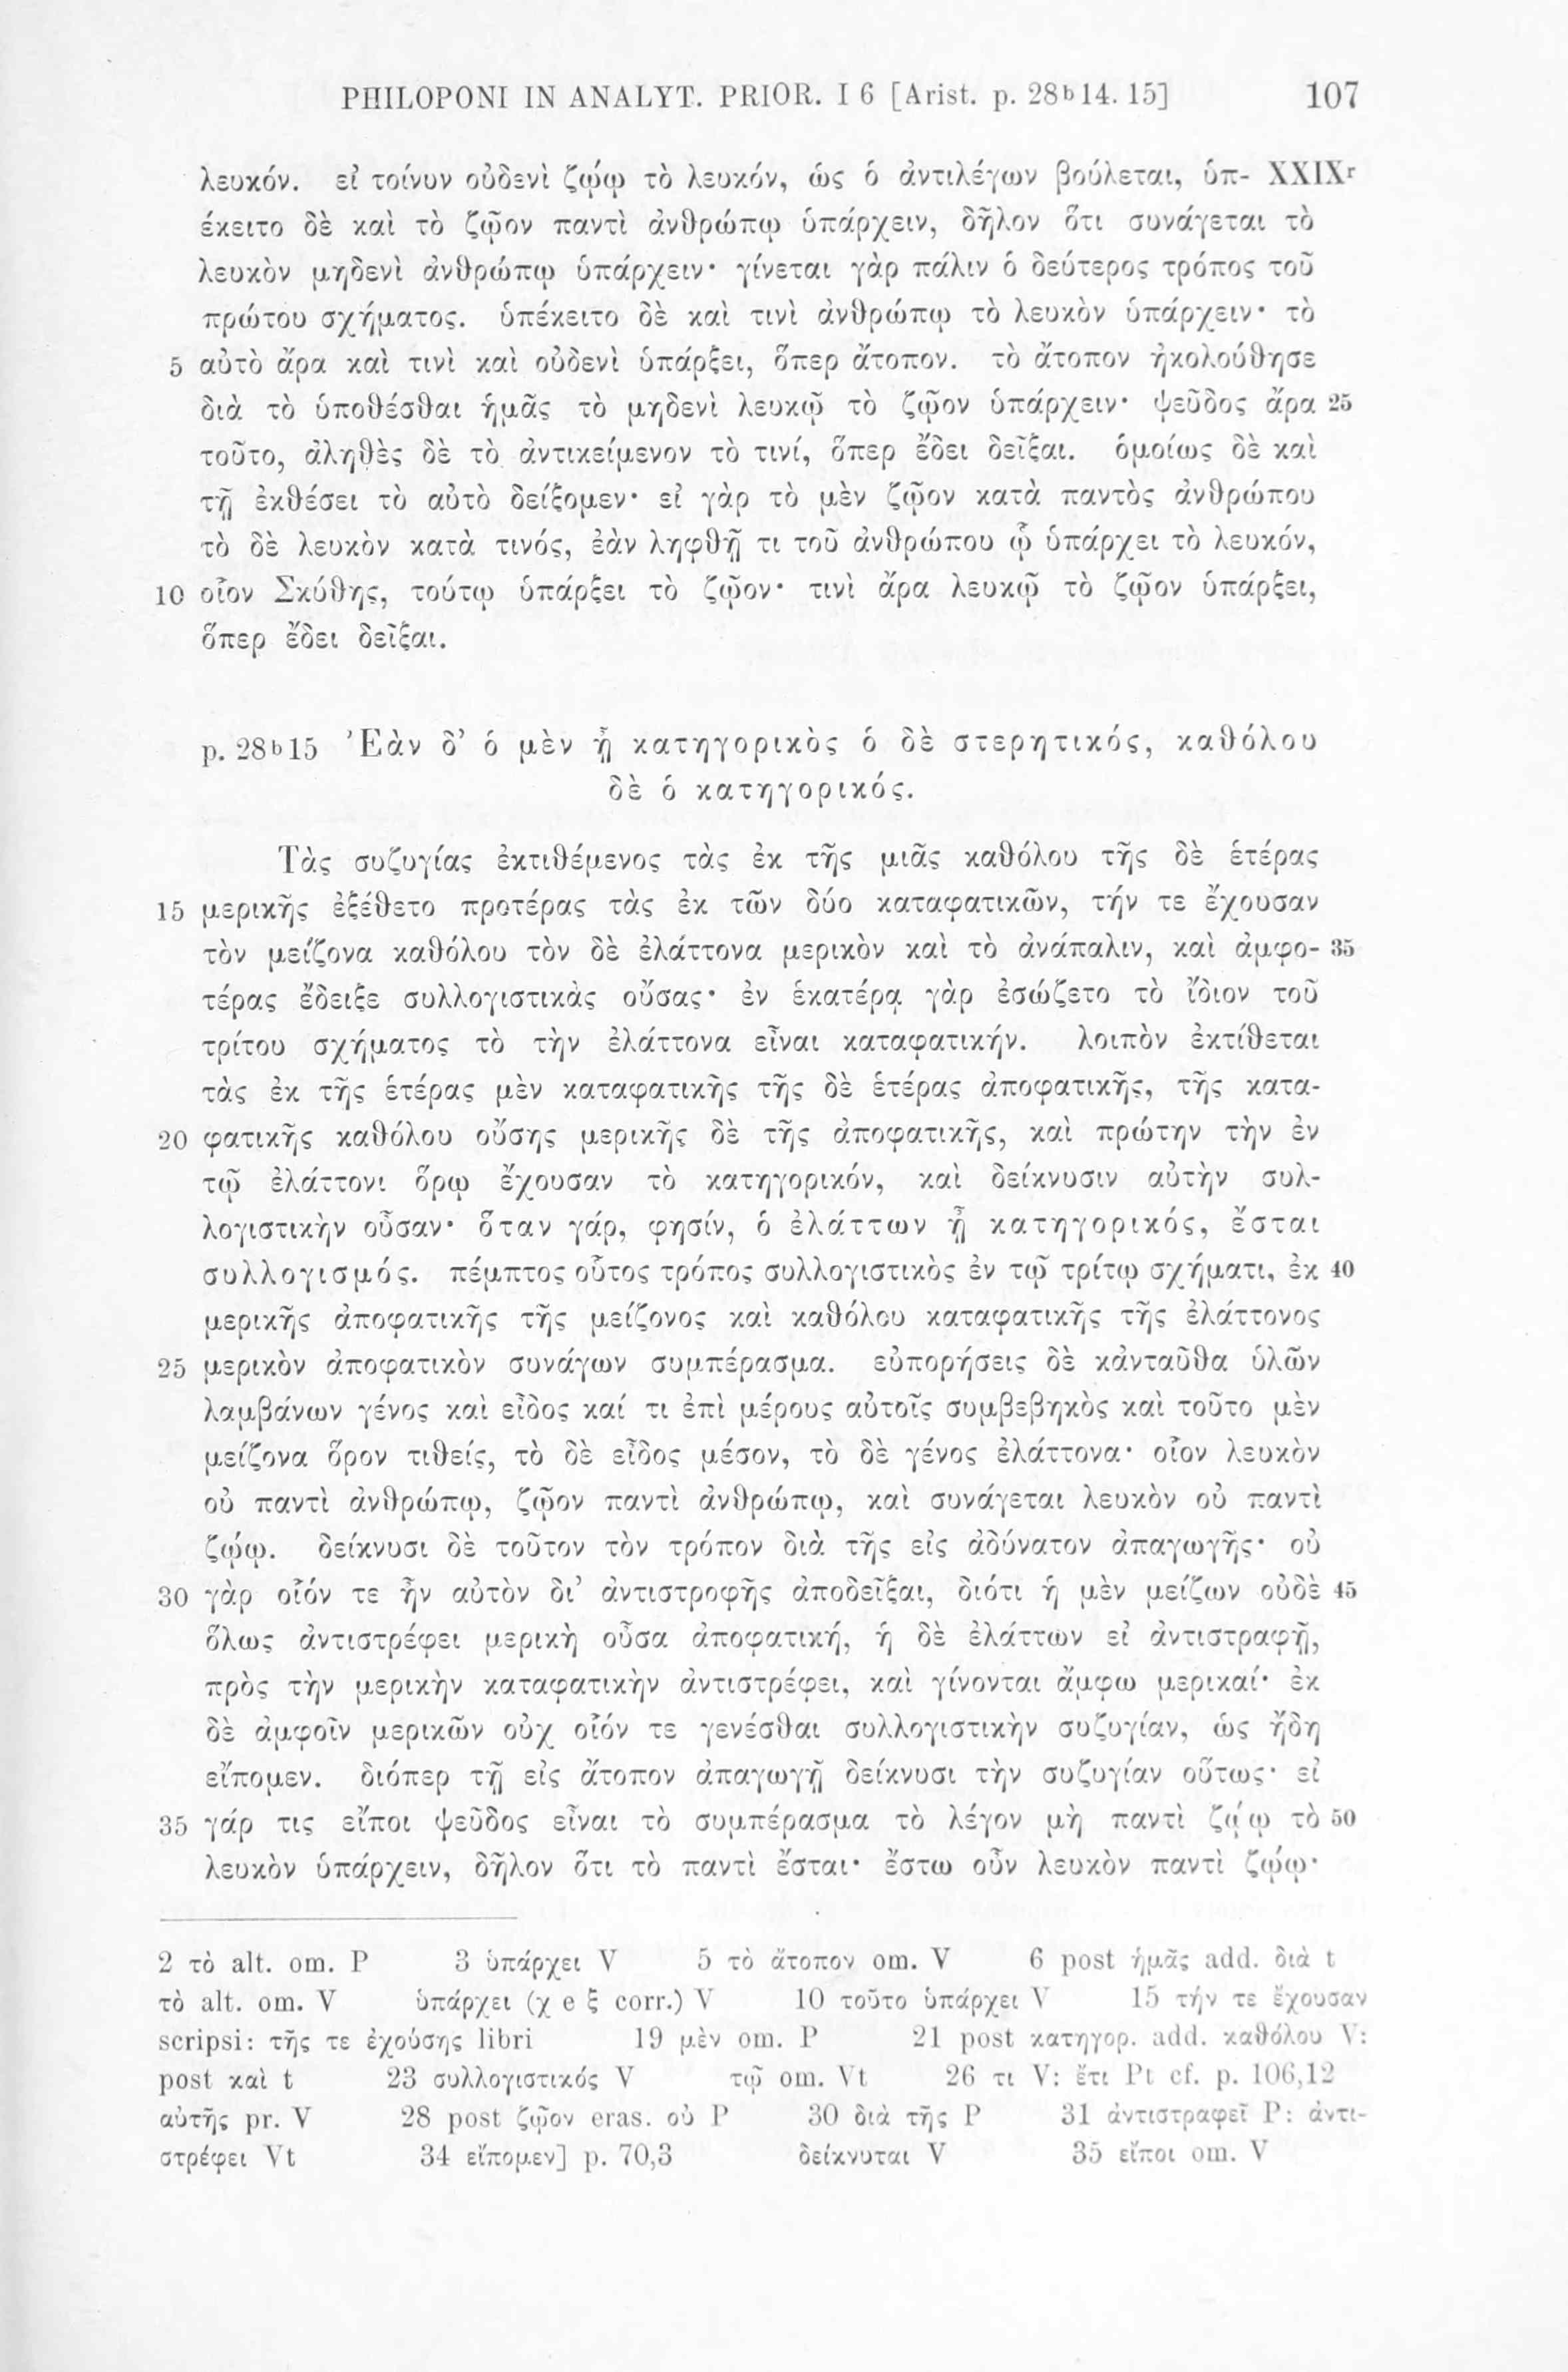 PHILOPONI IN ANALYT. PRIOR. I 6 [Arist. p. 28b14. 15] 107
λευκόν. εἰ τοίνυν οὐδενὶ ζῴῳ τὸ λευκόν, ὡς ὁ ἀντιλέγων βούλεται, ὑπ- XXIXr
έκειτο δὲ καὶ τὸ ζῷον παντὶ ἀνθρώπῳ ὑπάρχειν, δῆλον ὅτι συνάγεται τὸ
λευκὸν μηδενὶ ἀνθρώπῳ ὑπάρχειν· γίνεται γὰρ πάλιν ὁ δεύτερος τρόπος τοῦ
πρώτου σχήματος. ὑπέκειτο δὲ καὶ τινὶ ἀνθρώπῳ τὸ λευκὸν ὑπάρχειν· τὸ
5 αὐτὸ ἄρα καὶ τινὶ καὶ οὐδενὶ ὑπάρξει, ὅπερ ἄτοπον. τὸ ἄτοπον ἠκολούθησε
διὰ τὸ ὑποθέσθαι ἡμᾶς τὸ μηδενὶ λευκῷ τὸ ζῷον ὑπάρχειν· ψεῦδος ἄρα 25
τοῦτο, ἀληθὲς δὲ τὸ ἀντικείμενον τὸ τινί, ὅπερ ἔδει δεῖξαι. ὁμοίως δὲ καὶ
τῇ ἐκθέσει τὸ αὐτὸ δείξομεν· εἰ γὰρ τὸ μὲν ζῷον κατὰ παντὸς ἀνθρώπου
τὸ δὲ λευκὸν κατὰ τινός, ἐὰν ληφθῇ τι τοῦ ἀνθρώπου ᾧ ὑπάρχει τὸ λευκόν,
10 οἷον Σκύθης, τούτῳ ὑπάρξει τὸ ζῷον· τινὶ ἄρα λευκῷ τὸ ζῷον ὑπάρξει,
ὅπερ ἔδει δεῖξαι.
p. 28b15 Ἐὰν δ’ ὁ μὲν ᾖ κατηγορικὸς ὁ δὲ στερητικός, καθόλου
δὲ ὁ κατηγορικός.
Τὰς συζυγίας ἐκτιθέμενος τὰς ἐκ τῆς μιᾶς καθόλου τῆς δὲ ἑτέρας
15 μερικῆς ἐξέθετο προτέρας τὰς ἐκ τῶν δύο καταφατικῶν, τήν τε ἔχουσαν
τὸν μείζονα καθόλου τὸν δὲ ἐλάττονα μερικὸν καὶ τὸ ἀνάπαλιν, καὶ ἀμφο- 35
τέρας ἔδειξε συλλογιστικὰς οὔσας· ἐν ἑκατέρᾳ γὰρ ἐσώζετο τὸ ἴδιον τοῦ
τρίτου σχήματος τὸ τὴν ἐλάττονα εἶναι καταφατικήν. λοιπὸν ἐκτίθεται
τὰς ἐκ τῆς ἑτέρας μὲν καταφατικῆς τῆς δὲ ἑτέρας ἀποφατικῆς, τῆς κατα-
20 φατικῆς καθόλου οὔσης μερικῆς δὲ τῆς ἀποφατικῆς, καὶ πρώτην τὴν ἐν
τῷ ἐλάττονι ὅρῳ ἔχουσαν τὸ κατηγορικόν, καὶ δείκνυσιν αὐτὴν συλ-
λογιστικὴν οὖσαν· ὅταν γάρ, φησίν, ὁ ἐλάττων ᾖ κατηγορικός, ἔσται
συλλογισμός. πέμπτος οὗτος τρόπος συλλογιστικὸς ἐν τῷ τρίτῳ σχήματι, ἐκ 40
μερικῆς ἀποφατικῆς τῆς μείζονος καὶ καθόλου καταφατικῆς τῆς ἐλάττονος
25 μερικὸν ἀποφατικὸν συνάγων συμπέρασμα. εὐπορήσεις δὲ κἀνταῦθα ὑλῶν
λαμβάνων γένος καὶ εἶδος καί τι ἐπὶ μέρους αὐτοῖς συμβεβηκὸς καὶ τοῦτο μὲν
μείζονα ὅρον τιθείς, τὸ δὲ εἶδος μέσον, τὸ δὲ γένος ἐλάττονα· οἷον λευκὸν
οὐ παντὶ ἀνθρώπῳ, ζῷον παντὶ ἀνθρώπῳ, καὶ συνάγεται λευκὸν οὐ παντὶ
ζῴῳ. δείκνυσι δὲ τοῦτον τὸν τρόπον διὰ τῆς εἰς ἀδύνατον ἀπαγωγῆς· οὐ
30 γὰρ οἷόν τε ἦν αὐτὸν δι’ ἀντιστροφῆς ἀποδεῖξαι, διότι ἡ μὲν μείζων οὐδὲ 45
ὅλως ἀντιστρέφει μερικὴ οὖσα ἀποφατική, ἡ δὲ ἐλάττων εἰ ἀντιστραφῇ,
πρὸς τὴν μερικὴν καταφατικὴν ἀντιστρέφει, καὶ γίνονται ἄμφω μερικαί· ἐκ
δὲ ἀμφοῖν μερικῶν οὐχ οἷόν τε γενέσθαι συλλογιστικὴν συζυγίαν, ὡς ἤδη
εἴπομεν. διόπερ τῇ εἰς ἄτοπον ἀπαγωγῇ δείκνυσι τὴν συζυγίαν οὕτως· εἰ
35 γάρ τις εἴποι ψεῦδος εἶναι τὸ συμπέρασμα τὸ λέγον μὴ παντὶ ζῴῳ τὸ 50
λευκὸν ὑπάρχειν, δῆλον ὅτι τὸ παντὶ ἔσται· ἔστω οὖν λευκὸν παντὶ ζῴῳ·
2 τὸ alt. om. P 3 ὑπάρχει V 5 τὸ ἄτοπον om. V 6 post ἡμᾶς add. διὰ t
τὸ alt. om. V ὑπάρχει (χ e ξ corr.) V 10 τοῦτο ὑπάρχει V 15 τήν τε ἔχουσαν
scripsi: τῆς τε ἐχούσης libri 19 μὲν om. P 21 post κατηγορ. add. καθόλου V:
post καὶ t 23 συλλογιστικός V τῷ om. Vt 26 τι V: ἔτι Pt cf. p. 106,12
αὐτῆς pr. V 28 post ζῷον eras. οὐ P 30 διὰ τῆς P 31 ἀντιστραφεῖ P: ἀντι-
στρέφει Vt 34 εἴπομεν] p. 70,3 δείκνυται V 35 εἴποι om. V